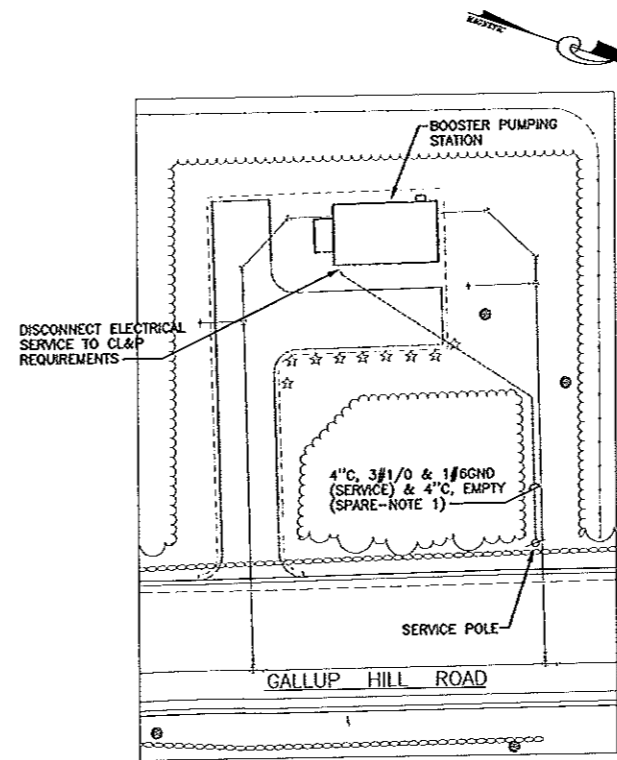 MAGNETIC
BOOSTER PUMPING
STATION
DISCONNECT ELECTRICAL
SERVICE TO CL&P
REQUIREMENTS
4"C, 3#1/0 & 1#6GND
(SERVICE) & 4"C, EMPTY
(SPARE-NOTE 1)
SERVICE POLE
GALLUP HILL ROAD